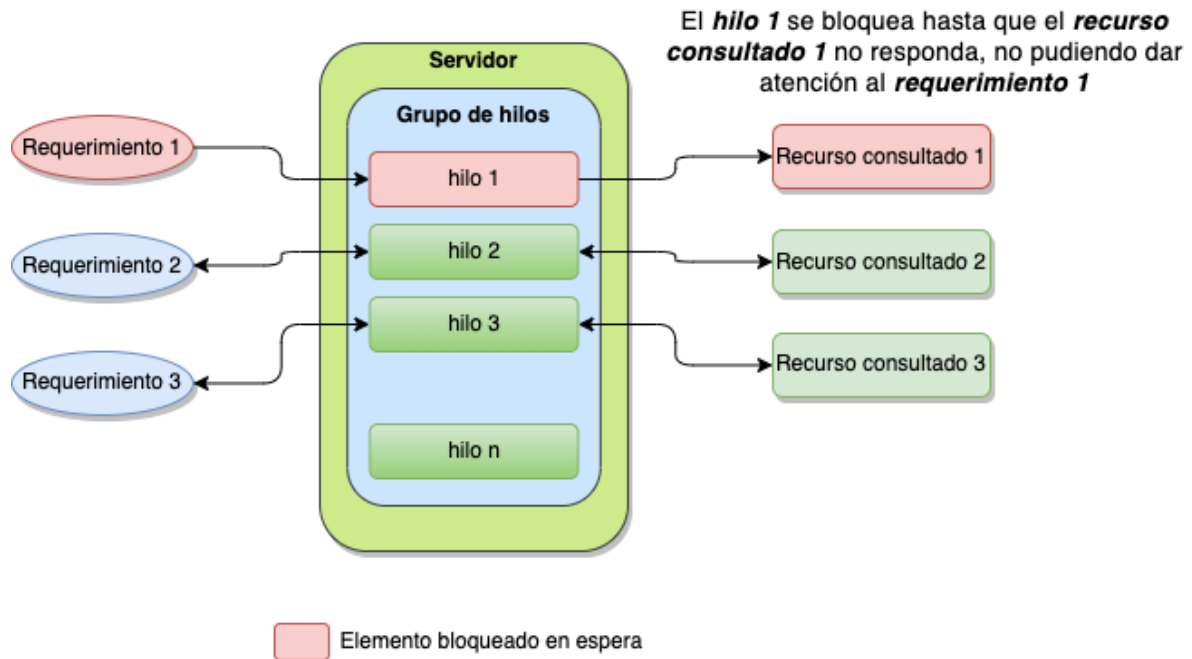 El hilo 1 se bloquea hasta que el recurso
consultado 1 no responda, no pudiendo dar
atención al requerimiento 1
Servidor
Grupo de hilos
Requerimiento 1
hilo 1
Recurso consultado 1
Requerimiento 2
hilo 2
Recurso consultado 2
hilo 3
Requerimiento 3
Recurso consultado 3
hilo n
Elemento bloqueado en espera